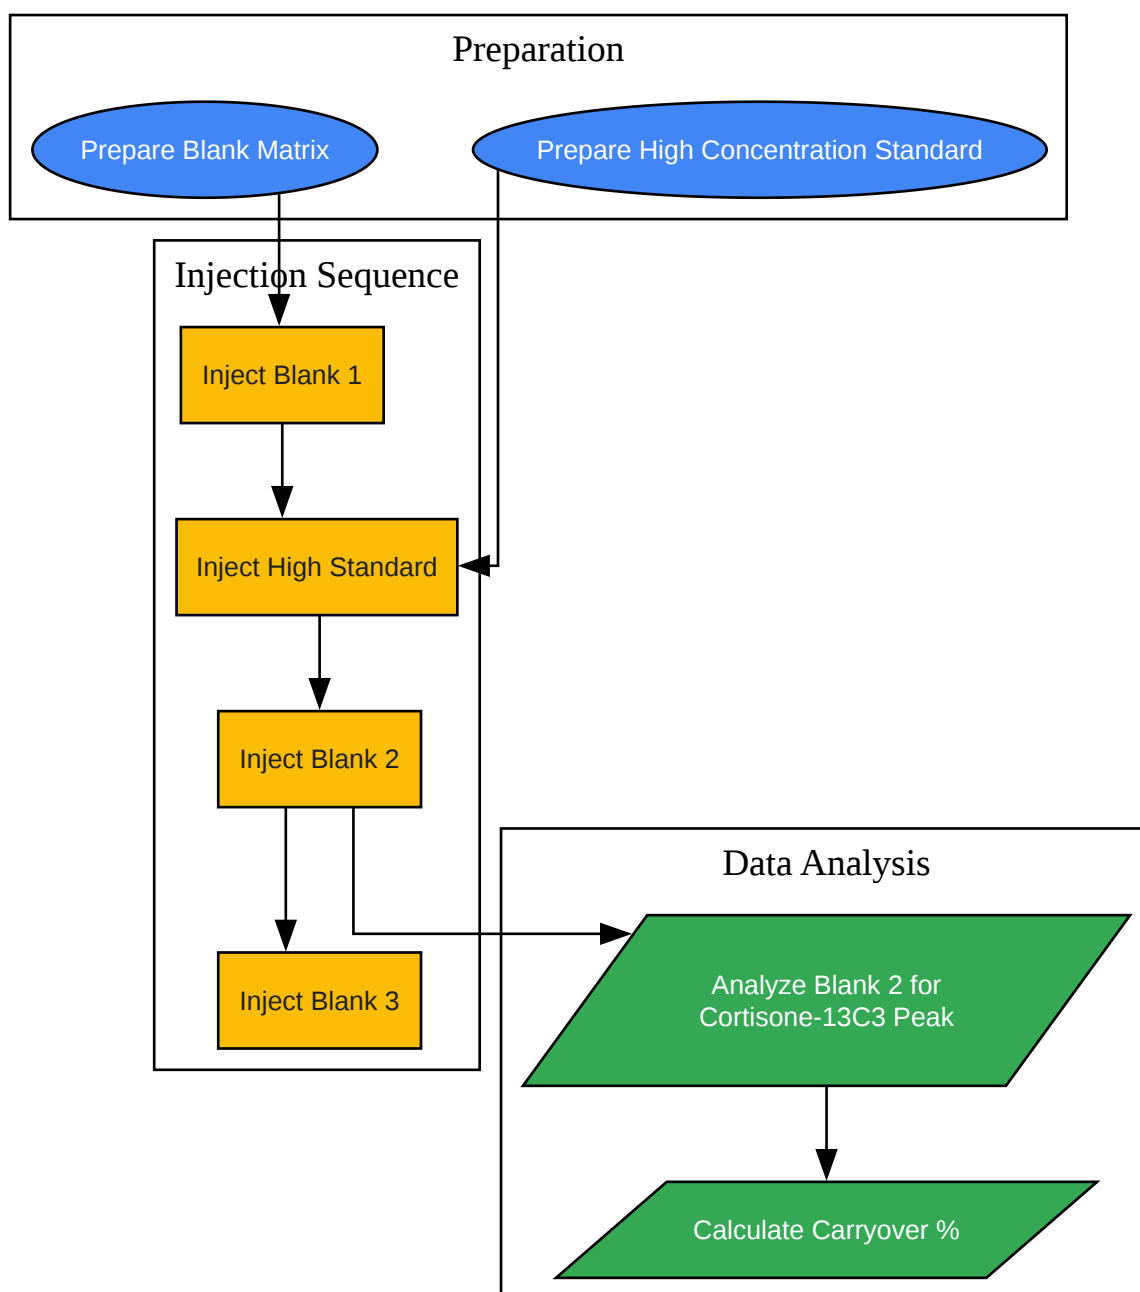 Preparation
Prepare Blank Matrix
Prepare High Concentration Standard
Injection Sequence
Inject Blank 1
Inject High Standard
Inject Blank 2
Inject Blank 3
Data Analysis
Analyze Blank 2 for
Cortisone-13C3 Peak
Calculate Carryover %